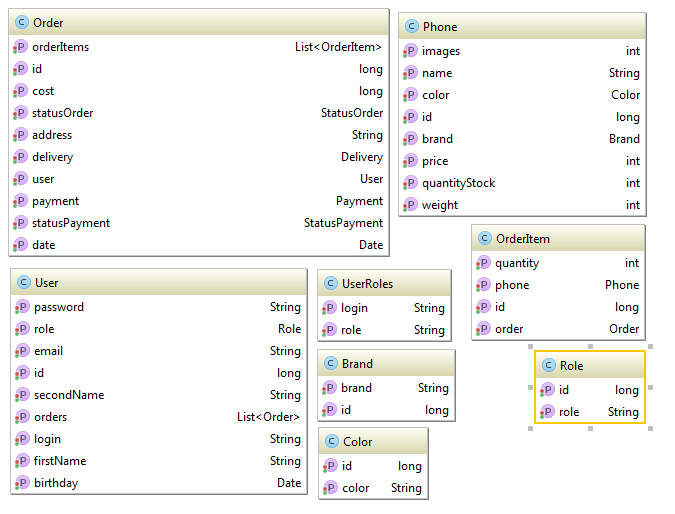 C Order
P orderItems List<OrderItem>
P id long
P cost long
P statusOrder StatusOrder
P address String
P delivery Delivery
P user User
P payment Payment
P statusPayment StatusPayment
P date Date
C Phone
P images int
P name String
P color Color
P id long
P brand Brand
P price int
P quantityStock int
P weight int
C OrderItem
P quantity int
P phone Phone
P id long
P order Order
C User
P password String
P role Role
P email String
P id long
P secondName String
P orders List<Order>
P login String
P firstName String
P birthday Date
C UserRoles
P login String
P role String
C Brand
P brand String
P id long
C Color
P id long
P color String
C Role
P id long
P role String